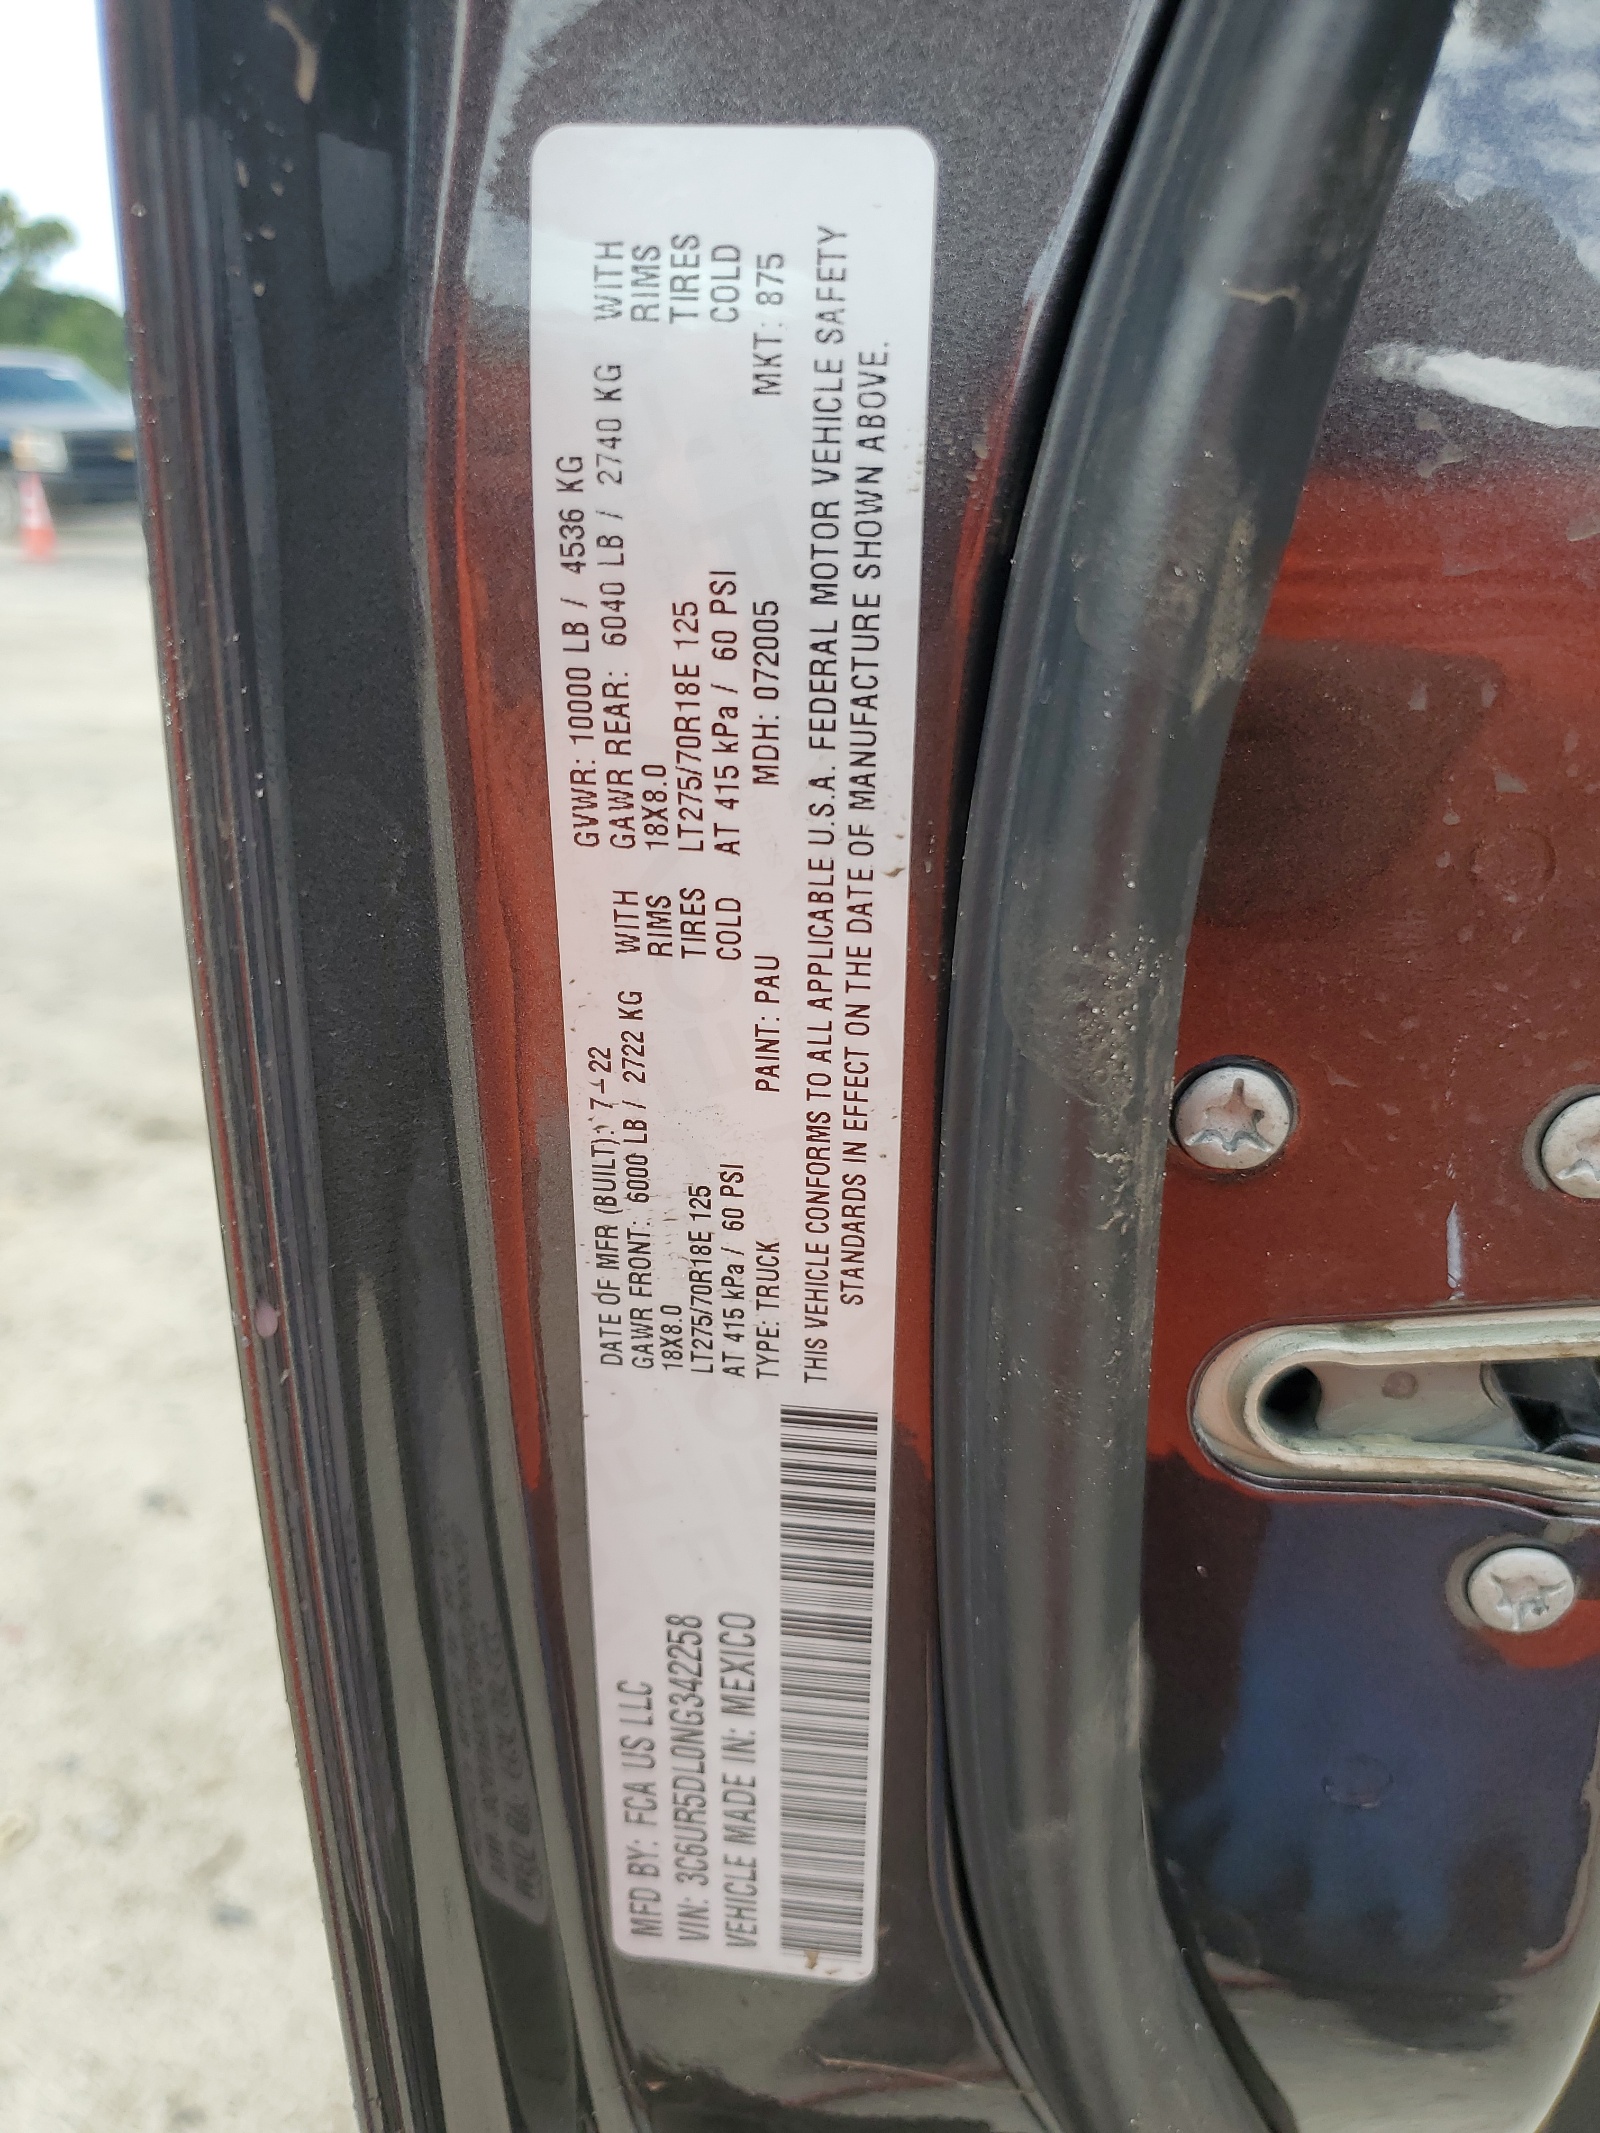 MFD BY: FCA US LLC
VIN: 3C6UR5DL0NG342258
VEHICLE MADE IN: MEXICO
DATE OF MFR (BUILT): 7-22 GVWR: 10000 LB / 4536 KG
GAWR FRONT: 6000 LB / 2722 KG WITH GAWR REAR: 6040 LB / 2740 KG WITH
18X8.0 RIMS 18X8.0 RIMS
LT275/70R18E 125 TIRES LT275/70R18E 125 TIRES
AT 415 kPa / 60 PSI COLD AT 415 kPa / 60 PSI COLD
TYPE: TRUCK PAINT: PAU MDH: 072005 MKT: 875
THIS VEHICLE CONFORMS TO ALL APPLICABLE U.S.A. FEDERAL MOTOR VEHICLE SAFETY
STANDARDS IN EFFECT ON THE DATE OF MANUFACTURE SHOWN ABOVE.